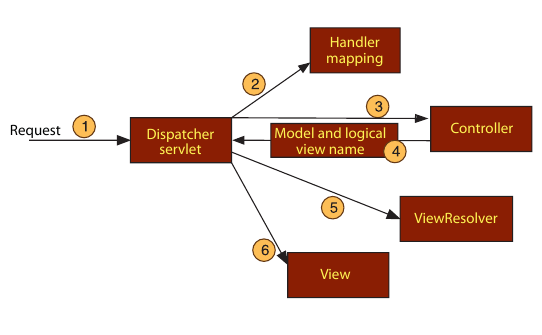 Handler
mapping
2
3
1
Request
Dispatcher
servlet
Model and logical
view name
4
Controller
5
ViewResolver
6
View